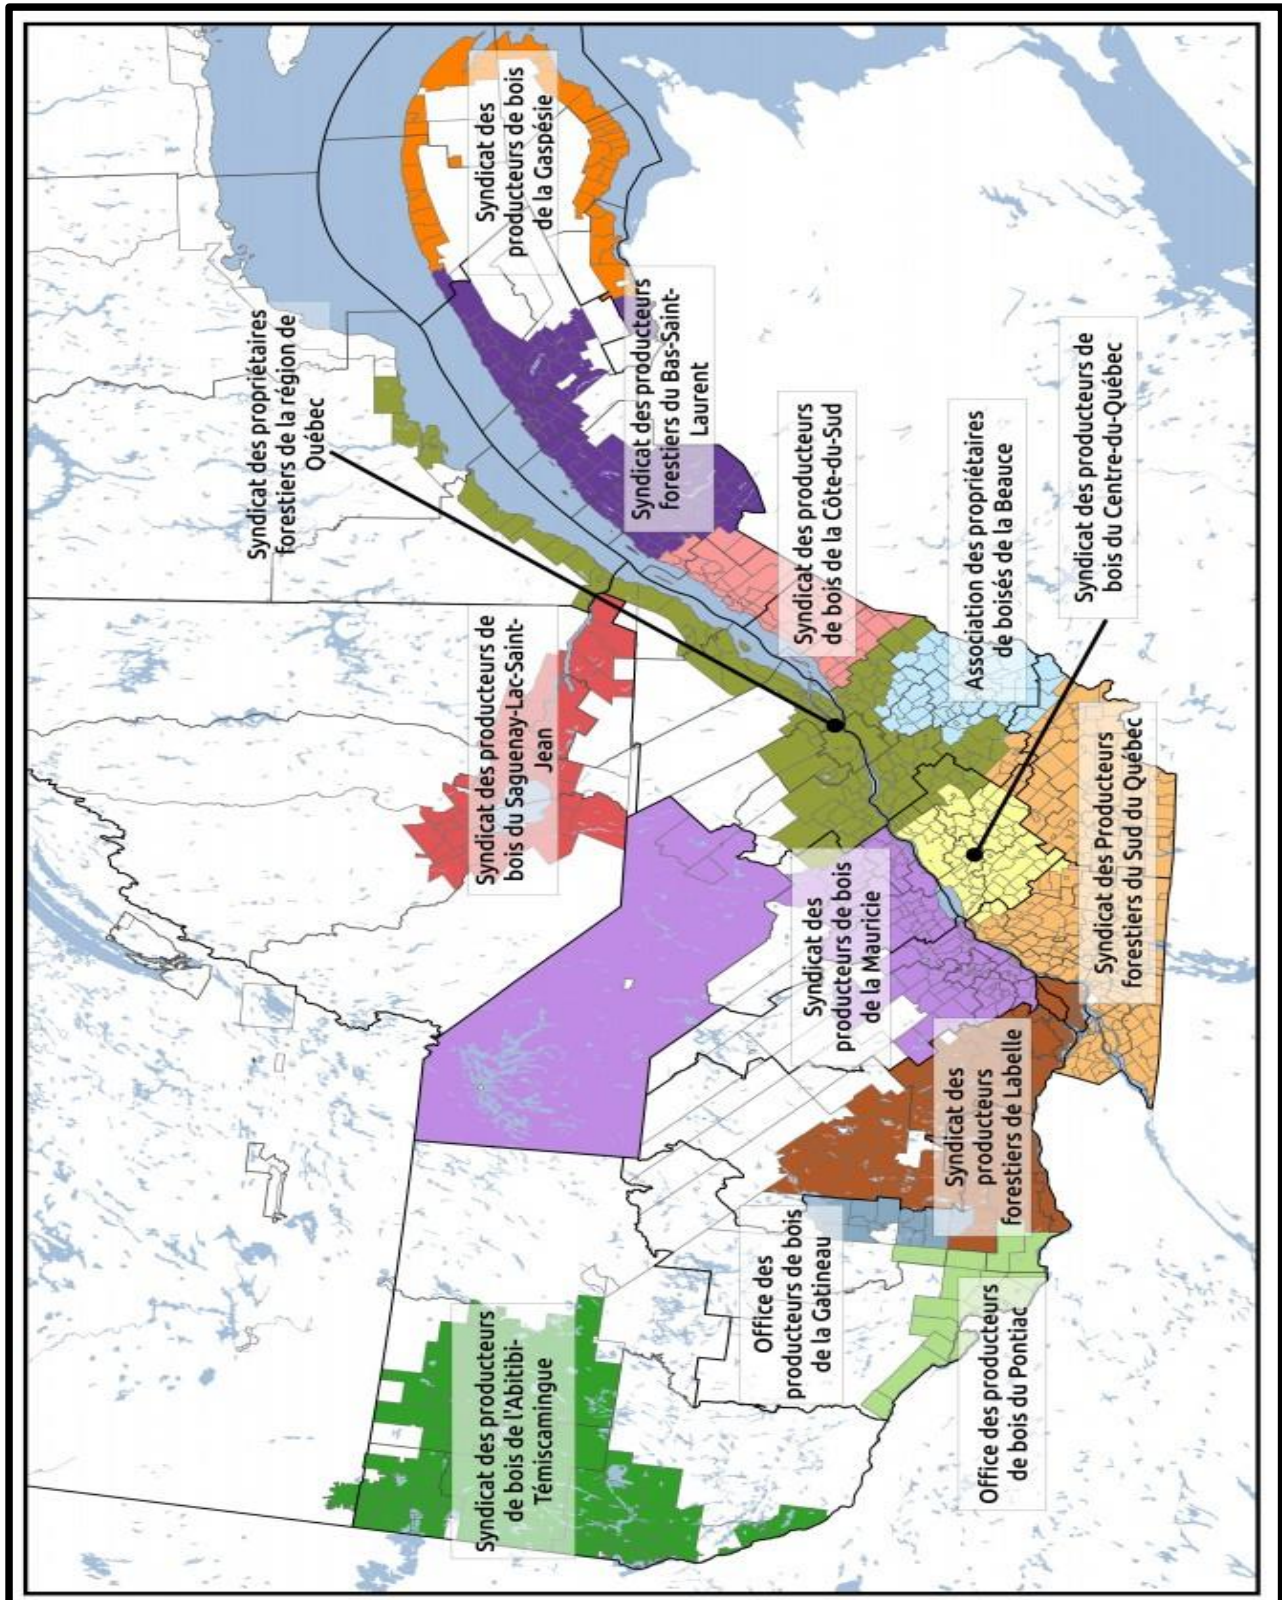 Syndicat des
producteurs de bois
de la Gaspésie
Syndicat des propriétaires
forestiers de la région de
Québec
Syndicat des producteurs
forestiers du Bas-Saint-
Laurent
Syndicat des producteurs
de bois de la Côte-du-Sud
Association des propriétaires
de boisés de la Beauce
Syndicat des producteurs de
bois du Centre-du-Québec
Syndicat des producteurs de
bois du Saguenay-Lac-Saint-
Jean
Syndicat des
producteurs de bois
de la Mauricie
Syndicat des Producteurs
forestiers du Sud du Québec
Syndicat des
producteurs
forestiers de Labelle
Office des
producteurs de bois
de la Gatineau
Office des producteurs
de bois du Pontiac
Syndicat des producteurs
de bois de l'Abitibi-
Témiscamingue